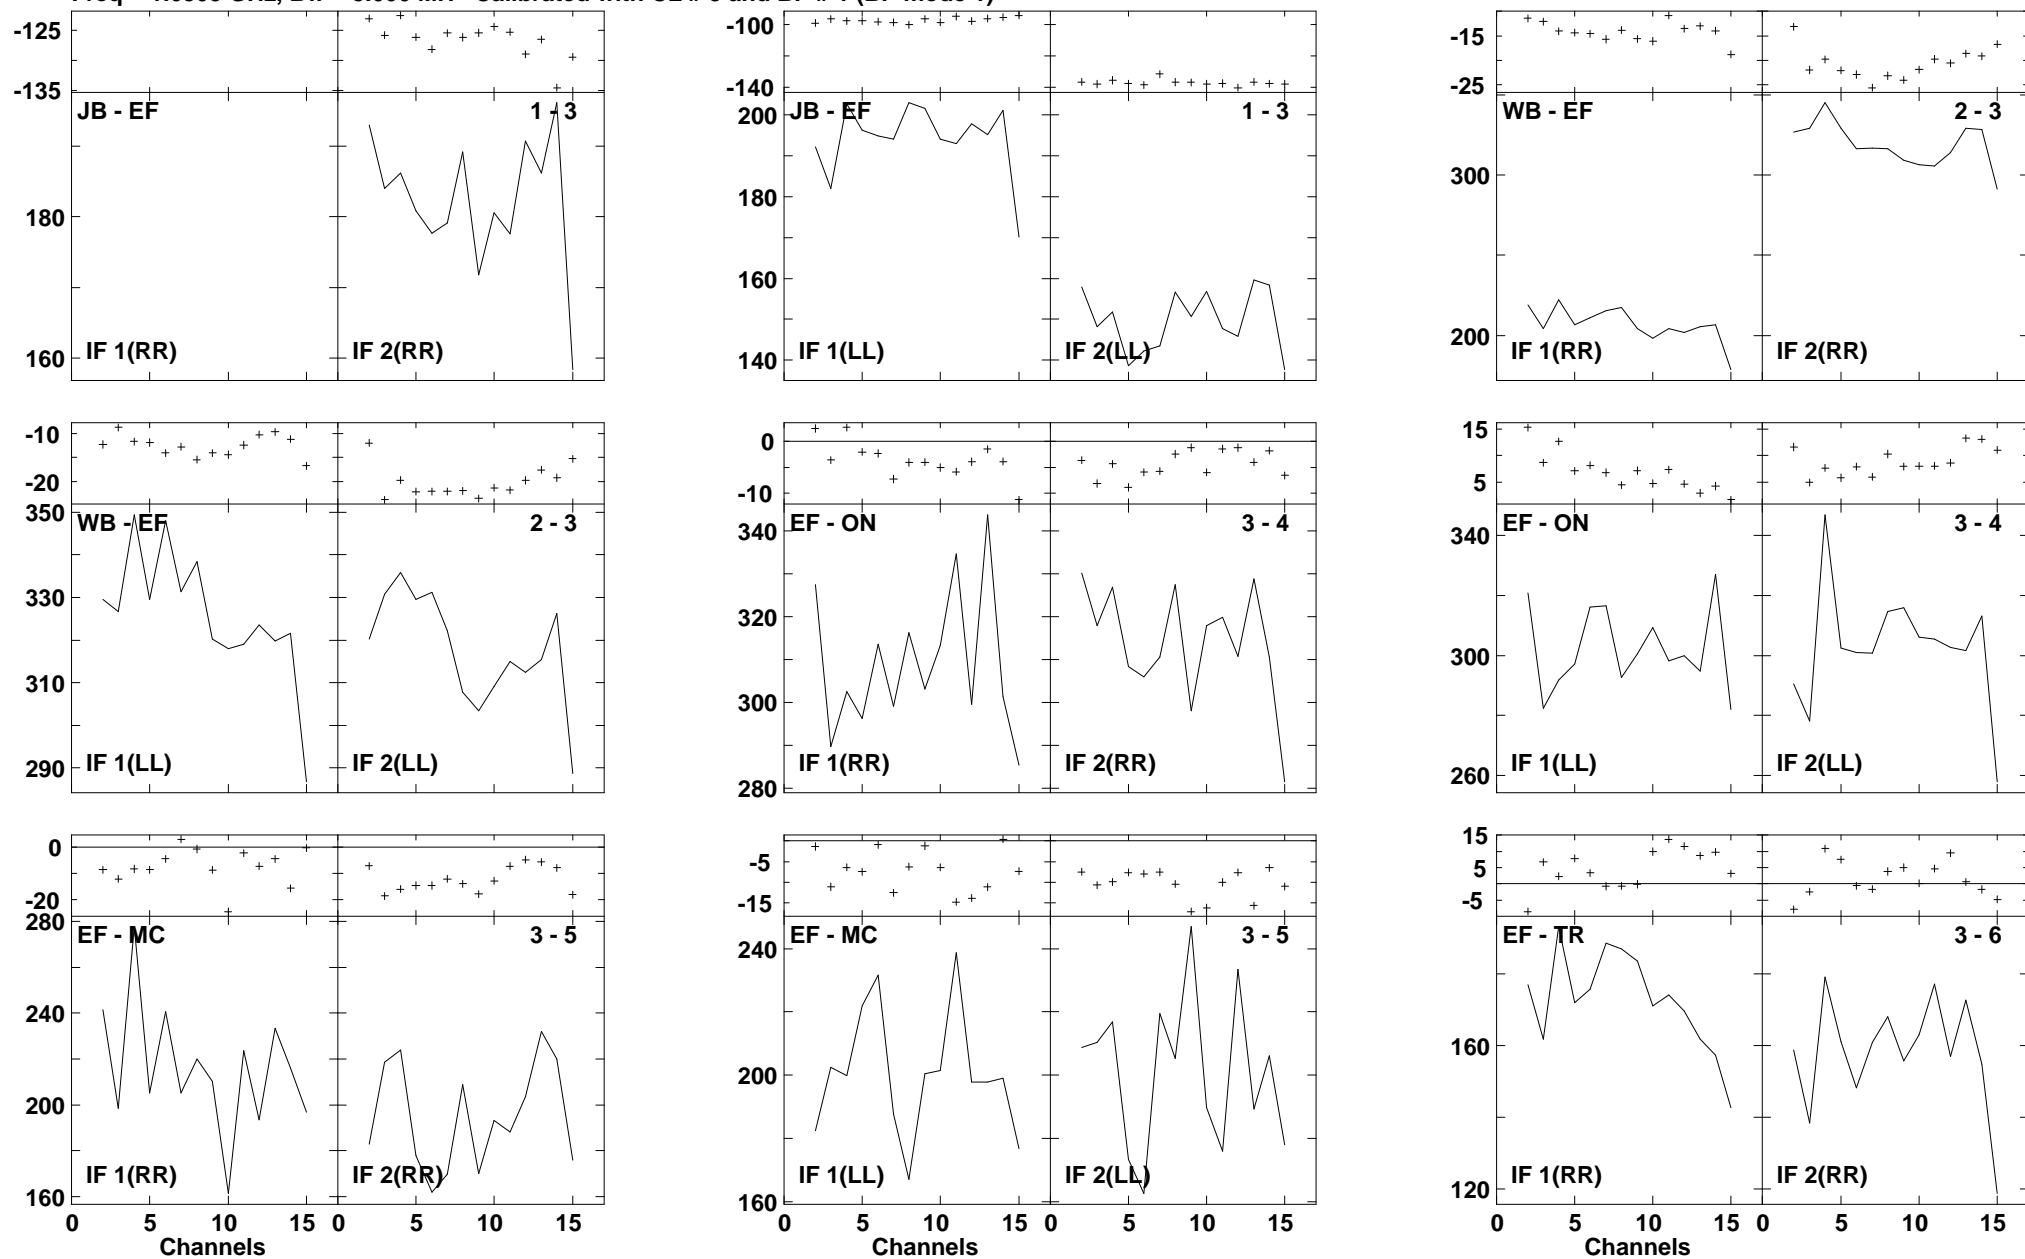 -125
-135
JB - EF
1 - 3
180
160
IF 1(RR)
IF 2(RR)
-100
-140
JB - EF
1 - 3
200
180
160
140
IF 1(LL)
IF 2(LL)
-15
-25
WB - EF
2 - 3
300
200
IF 1(RR)
IF 2(RR)
-10
-20
350
WB - EF
2 - 3
330
310
290
IF 1(LL)
IF 2(LL)
0
-10
EF - ON
3 - 4
340
320
300
280
IF 1(RR)
IF 2(RR)
15
5
EF - ON
3 - 4
340
300
260
IF 1(LL)
IF 2(LL)
0
-20
280
EF - MC
3 - 5
240
200
160
IF 1(RR)
IF 2(RR)
0 5 10 15 0 5 10 15
Channels
-5
-15
EF - MC
3 - 5
240
200
160
IF 1(LL)
IF 2(LL)
0 5 10 15 0 5 10 15
Channels
15
5
-5
EF - TR
3 - 6
160
120
IF 1(RR)
IF 2(RR)
0 5 10 15 0 5 10 15